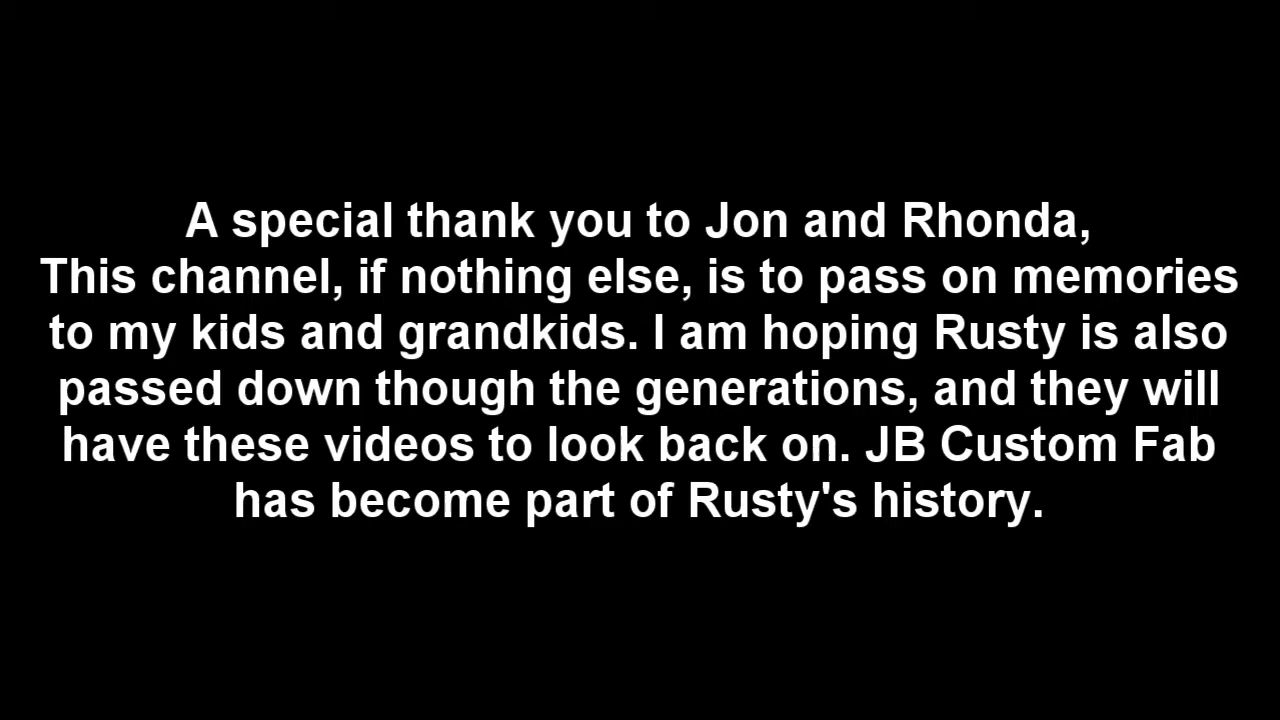 A special thank you to Jon and Rhonda,
This channel, if nothing else, is to pass on memories
to my kids and grandkids. I am hoping Rusty is also
passed down though the generations, and they will
have these videos to look back on. JB Custom Fab
has become part of Rusty's history.